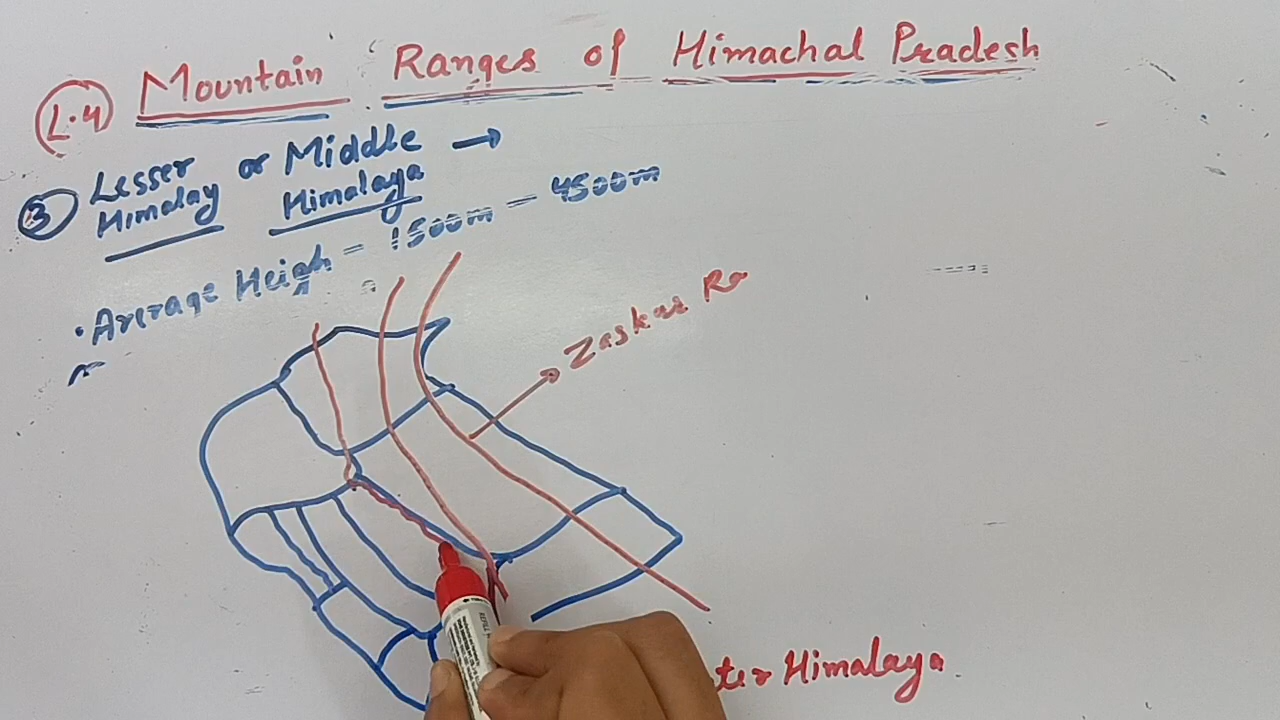 L.4 Mountain Ranges of Himachal Pradesh
3 Lesser or Middle →
Himalay Himalaya
• Average Heigh = 1500m – 4500m
Zaskar Ra
ter Himalaya